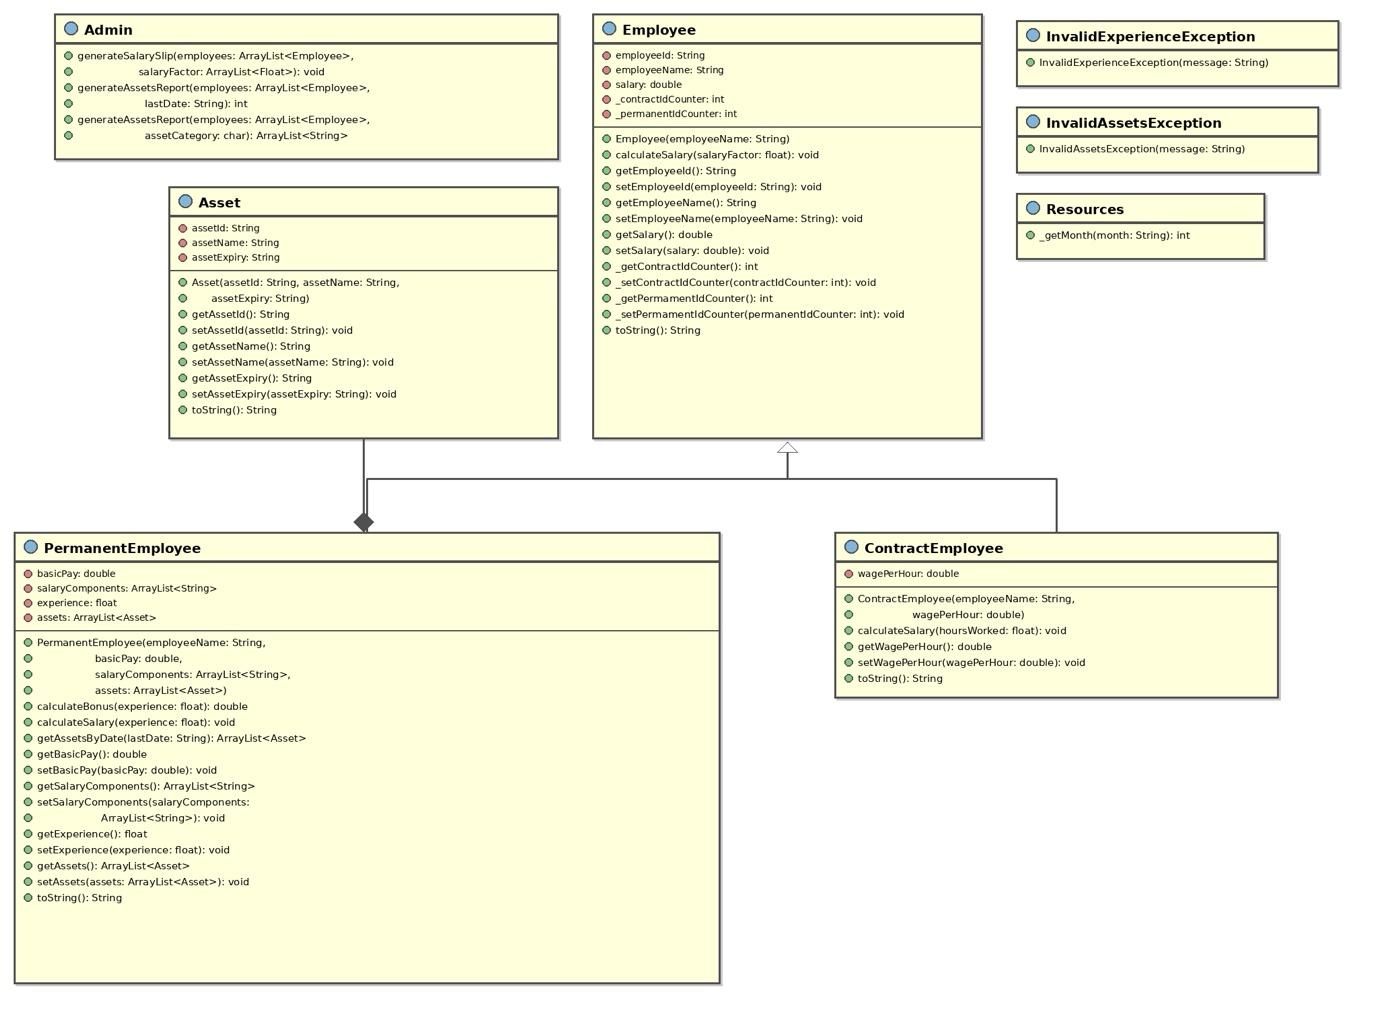 Admin
generateSalarySlip(employees: ArrayList<Employee>,
salaryFactor: ArrayList<Float>): void
generateAssetsReport(employees: ArrayList<Employee>,
lastDate: String): int
generateAssetsReport(employees: ArrayList<Employee>,
assetCategory: char): ArrayList<String>
Employee
employeeId: String
employeeName: String
salary: double
_contractIdCounter: int
_permanentIdCounter: int
Employee(employeeName: String)
calculateSalary(salaryFactor: float): void
getEmployeeId(): String
setEmployeeId(employeeId: String): void
getEmployeeName(): String
setEmployeeName(employeeName: String): void
getSalary(): double
setSalary(salary: double): void
_getContractIdCounter(): int
_setContractIdCounter(contractIdCounter: int): void
_getPermamentIdCounter(): int
_setPermamentIdCounter(permanentIdCounter: int): void
toString(): String
InvalidExperienceException
InvalidExperienceException(message: String)
InvalidAssetsException
InvalidAssetsException(message: String)
Resources
_getMonth(month: String): int
Asset
assetId: String
assetName: String
assetExpiry: String
Asset(assetId: String, assetName: String,
assetExpiry: String)
getAssetId(): String
setAssetId(assetId: String): void
getAssetName(): String
setAssetName(assetName: String): void
getAssetExpiry(): String
setAssetExpiry(assetExpiry: String): void
toString(): String
PermanentEmployee
basicPay: double
salaryComponents: ArrayList<String>
experience: float
assets: ArrayList<Asset>
PermanentEmployee(employeeName: String,
basicPay: double,
salaryComponents: ArrayList<String>,
assets: ArrayList<Asset>)
calculateBonus(experience: float): double
calculateSalary(experience: float): void
getAssetsByDate(lastDate: String): ArrayList<Asset>
getBasicPay(): double
setBasicPay(basicPay: double): void
getSalaryComponents(): ArrayList<String>
setSalaryComponents(salaryComponents:
ArrayList<String>): void
getExperience(): float
setExperience(experience: float): void
getAssets(): ArrayList<Asset>
setAssets(assets: ArrayList<Asset>): void
toString(): String
ContractEmployee
wagePerHour: double
ContractEmployee(employeeName: String,
wagePerHour: double)
calculateSalary(hoursWorked: float): void
getWagePerHour(): double
setWagePerHour(wagePerHour: double): void
toString(): String